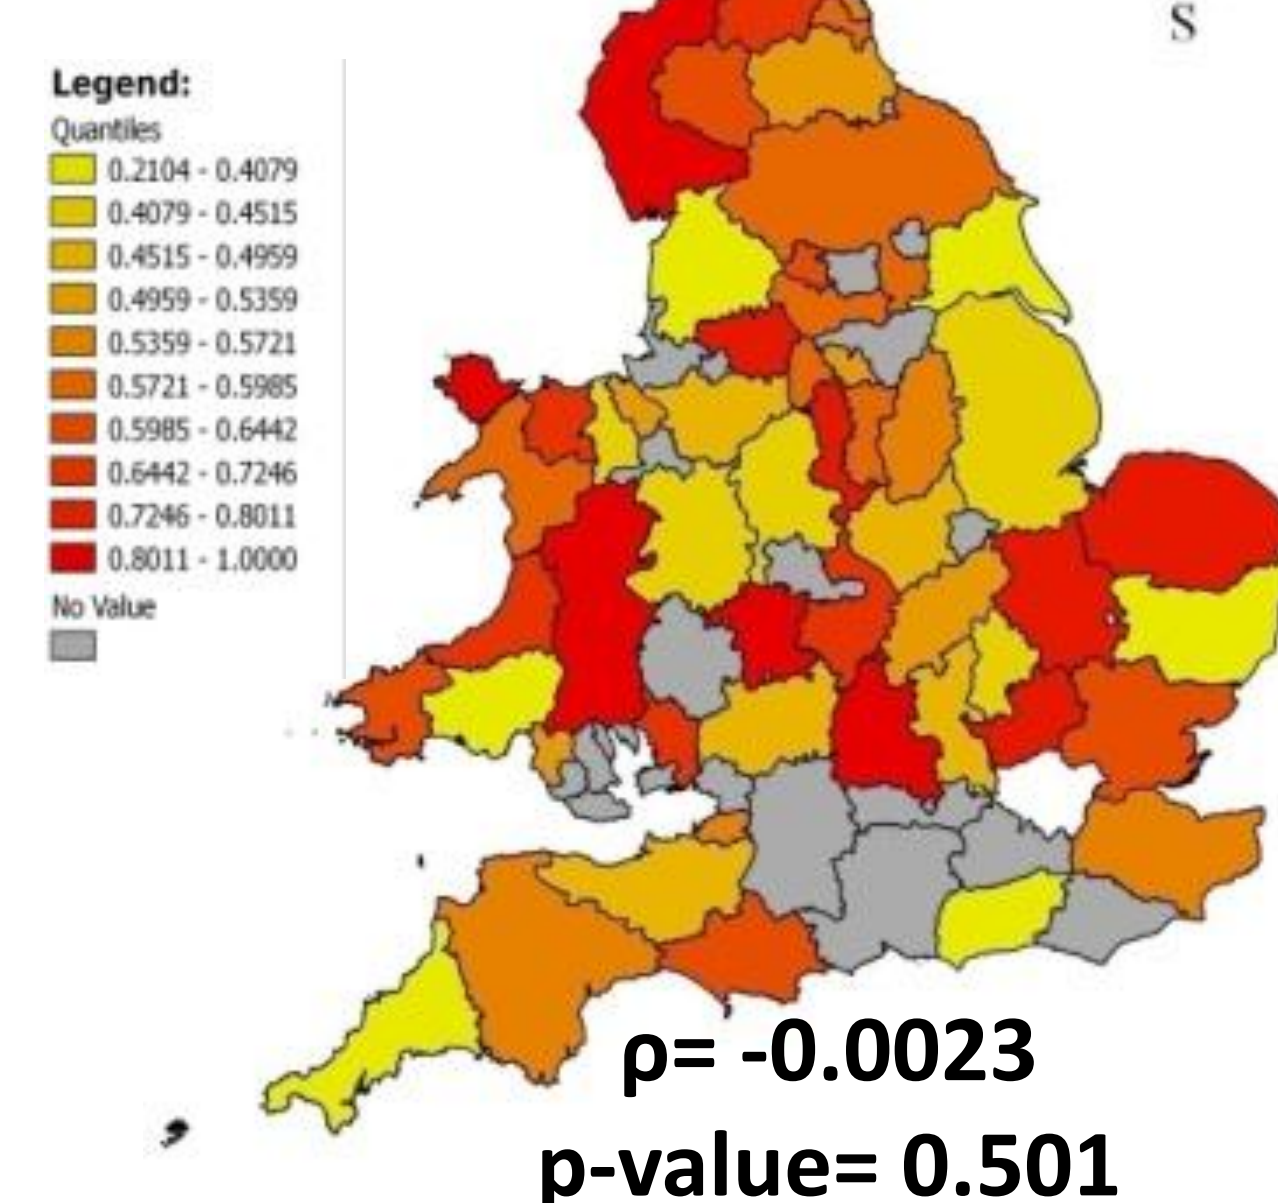 S
Legend:
Quantiles
0.2104 - 0.4079
0.4079 - 0.4515
0.4515 - 0.4959
0.4959 - 0.5359
0.5359 - 0.5721
0.5721 - 0.5985
0.5985 - 0.6442
0.6442 - 0.7246
0.7246 - 0.8011
0.8011 - 1.0000
No Value
ρ= -0.0023
p-value= 0.501